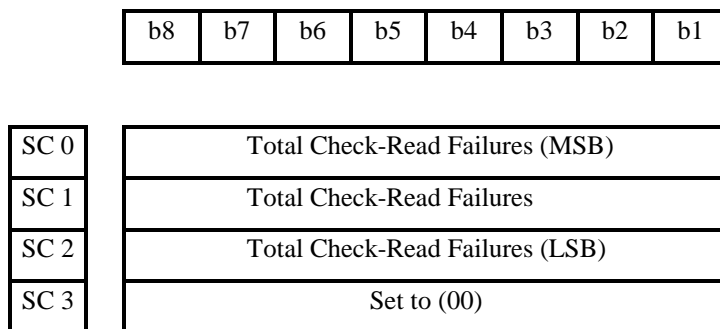 b8 b7 b6 b5 b4 b3 b2 b1
SC 0 Total Check-Read Failures (MSB)
SC 1 Total Check-Read Failures
SC 2 Total Check-Read Failures (LSB)
SC 3 Set to (00)